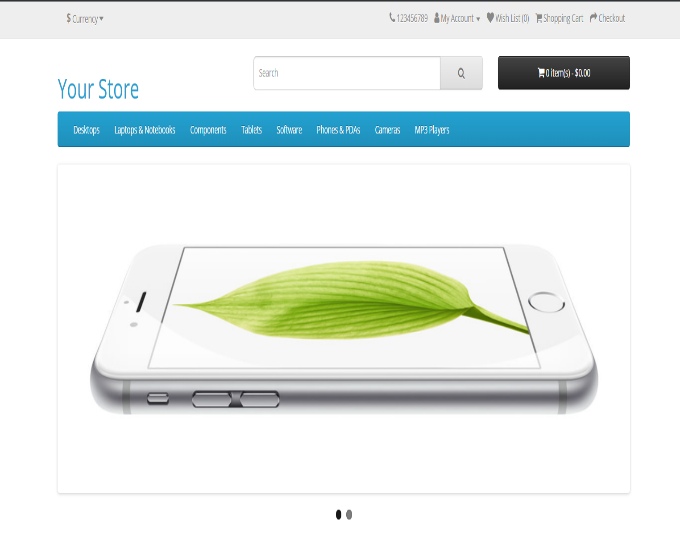 $ Currency 123456789 My Account Wish List (0) Shopping Cart Checkout
Your Store
Search
0 item(s) - $0.00
Desktops Laptops & Notebooks Components Tablets Software Phones & PDAs Cameras MP3 Players